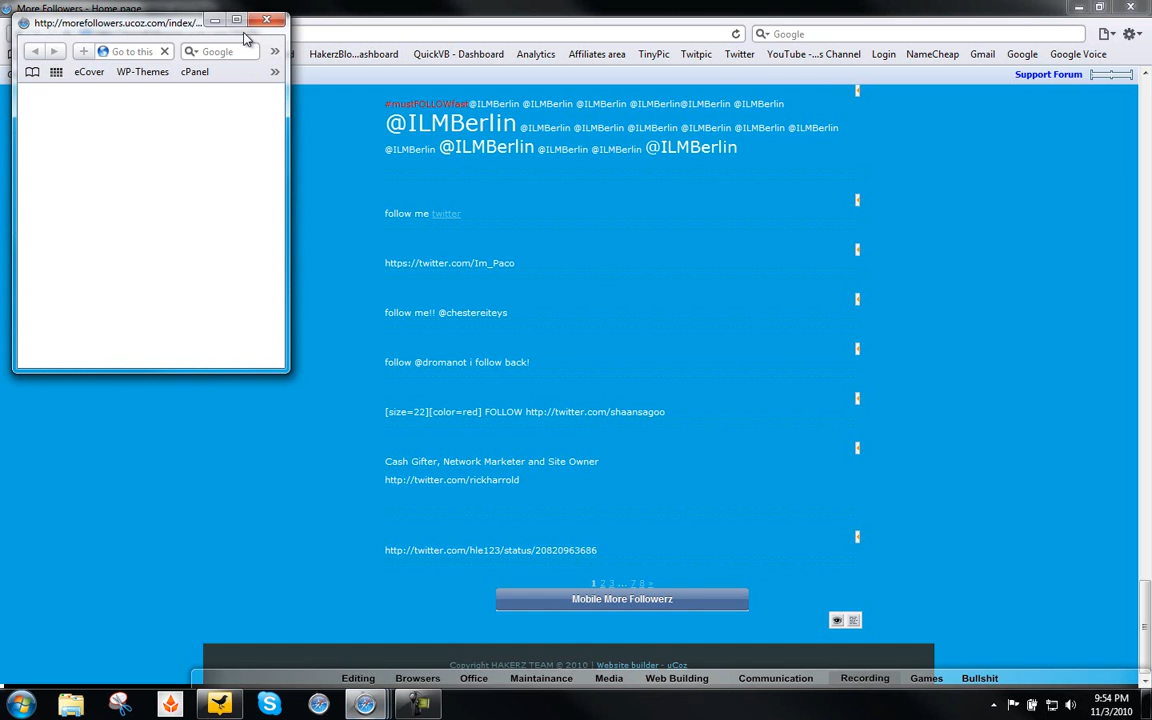 More Followers - Home page
http://morefollowers.ucoz.com/index/...
Go to this
Google
Google
eCover
WP-Themes
cPanel
HakerzBlo...ashboard
QuickVB - Dashboard
Analytics
Affiliates area
TinyPic
Twitpic
Twitter
YouTube -...s Channel
Login
NameCheap
Gmail
Google
Google Voice
Support Forum
#mustFOLLOWfast@ILMBerlin @ILMBerlin @ILMBerlin @ILMBerlin@ILMBerlin @ILMBerlin
@ILMBerlin @ILMBerlin @ILMBerlin @ILMBerlin @ILMBerlin @ILMBerlin @ILMBerlin
@ILMBerlin @ILMBerlin @ILMBerlin @ILMBerlin @ILMBerlin
follow me twitter
https://twitter.com/Im_Paco
follow me!! @chestereiteys
follow @dromanot i follow back!
[size=22][color=red] FOLLOW http://twitter.com/shaansagoo
Cash Gifter, Network Marketer and Site Owner
http://twitter.com/rickharrold
http://twitter.com/hle123/status/20820963686
1 2 3 ... 7 8 »
Mobile More Followerz
Copyright HAKERZ TEAM © 2010 | Website builder - uCoz
Editing
Browsers
Office
Maintanance
Media
Web Building
Communication
Recording
Games
Bullshit
9:54 PM
11/3/2010